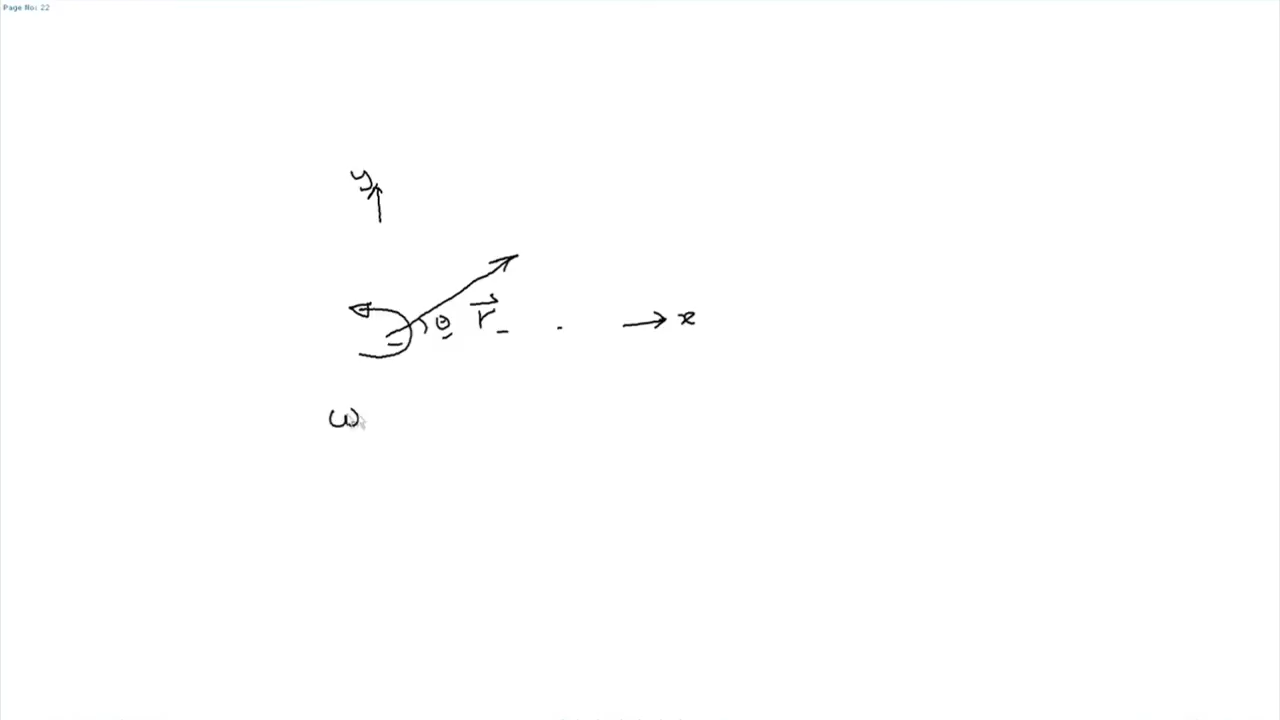 Page No: 22
y
θ r⃗
x
ω